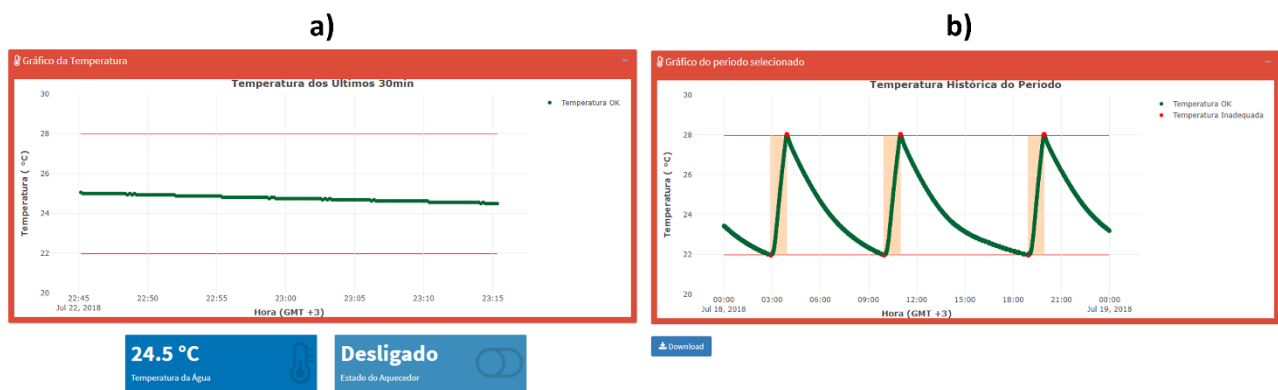 a)
Gráfico da Temperatura
Temperatura dos Ultimos 30min
30
28
26
24
22
20
Temperatura ( °C)
22:45
22:50
22:55
23:00
23:05
23:10
23:15
Jul 22, 2018
Hora (GMT +3)
Temperatura OK
24.5 °C
Temperatura da Água
Desligado
Estado do Aquecedor
b)
Gráfico do periodo selecionado
Temperatura Histórica do Periodo
30
28
26
24
22
20
Temperatura ( °C)
00:00
03:00
06:00
09:00
12:00
15:00
18:00
21:00
00:00
Jul 18, 2018
Jul 19, 2018
Hora (GMT +3)
Temperatura OK
Temperatura Inadequada
Download